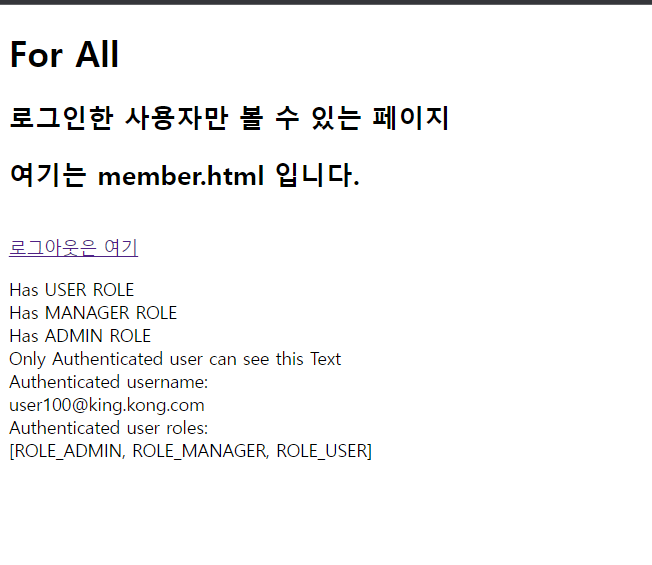 For All
로그인한 사용자만 볼 수 있는 페이지
여기는 member.html 입니다.
로그아웃은 여기
Has USER ROLE
Has MANAGER ROLE
Has ADMIN ROLE
Only Authenticated user can see this Text
Authenticated username:
user100@king.kong.com
Authenticated user roles:
[ROLE_ADMIN, ROLE_MANAGER, ROLE_USER]